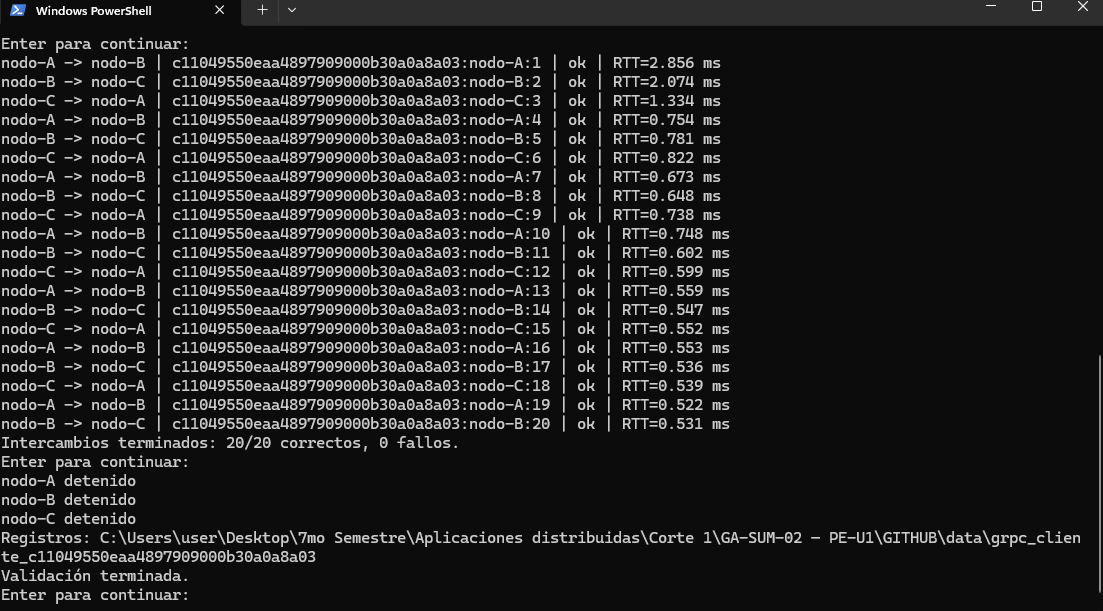 Windows PowerShell
Enter para continuar:
nodo-A -> nodo-B | c11049550eaa4897909000b30a0a8a03:nodo-A:1 | ok | RTT=2.856 ms
nodo-B -> nodo-C | c11049550eaa4897909000b30a0a8a03:nodo-B:2 | ok | RTT=2.074 ms
nodo-C -> nodo-A | c11049550eaa4897909000b30a0a8a03:nodo-C:3 | ok | RTT=1.334 ms
nodo-A -> nodo-B | c11049550eaa4897909000b30a0a8a03:nodo-A:4 | ok | RTT=0.754 ms
nodo-B -> nodo-C | c11049550eaa4897909000b30a0a8a03:nodo-B:5 | ok | RTT=0.781 ms
nodo-C -> nodo-A | c11049550eaa4897909000b30a0a8a03:nodo-C:6 | ok | RTT=0.822 ms
nodo-A -> nodo-B | c11049550eaa4897909000b30a0a8a03:nodo-A:7 | ok | RTT=0.673 ms
nodo-B -> nodo-C | c11049550eaa4897909000b30a0a8a03:nodo-B:8 | ok | RTT=0.648 ms
nodo-C -> nodo-A | c11049550eaa4897909000b30a0a8a03:nodo-C:9 | ok | RTT=0.738 ms
nodo-A -> nodo-B | c11049550eaa4897909000b30a0a8a03:nodo-A:10 | ok | RTT=0.748 ms
nodo-B -> nodo-C | c11049550eaa4897909000b30a0a8a03:nodo-B:11 | ok | RTT=0.602 ms
nodo-C -> nodo-A | c11049550eaa4897909000b30a0a8a03:nodo-C:12 | ok | RTT=0.599 ms
nodo-A -> nodo-B | c11049550eaa4897909000b30a0a8a03:nodo-A:13 | ok | RTT=0.559 ms
nodo-B -> nodo-C | c11049550eaa4897909000b30a0a8a03:nodo-B:14 | ok | RTT=0.547 ms
nodo-C -> nodo-A | c11049550eaa4897909000b30a0a8a03:nodo-C:15 | ok | RTT=0.552 ms
nodo-A -> nodo-B | c11049550eaa4897909000b30a0a8a03:nodo-A:16 | ok | RTT=0.553 ms
nodo-B -> nodo-C | c11049550eaa4897909000b30a0a8a03:nodo-B:17 | ok | RTT=0.536 ms
nodo-C -> nodo-A | c11049550eaa4897909000b30a0a8a03:nodo-C:18 | ok | RTT=0.539 ms
nodo-A -> nodo-B | c11049550eaa4897909000b30a0a8a03:nodo-A:19 | ok | RTT=0.522 ms
nodo-B -> nodo-C | c11049550eaa4897909000b30a0a8a03:nodo-B:20 | ok | RTT=0.531 ms
Intercambios terminados: 20/20 correctos, 0 fallos.
Enter para continuar:
nodo-A detenido
nodo-B detenido
nodo-C detenido
Registros: C:\Users\user\Desktop\7mo Semestre\Aplicaciones distribuidas\Corte 1\GA-SUM-02 - PE-U1\GITHUB\data\grpc_clien
te_c11049550eaa4897909000b30a0a8a03
Validación terminada.
Enter para continuar: